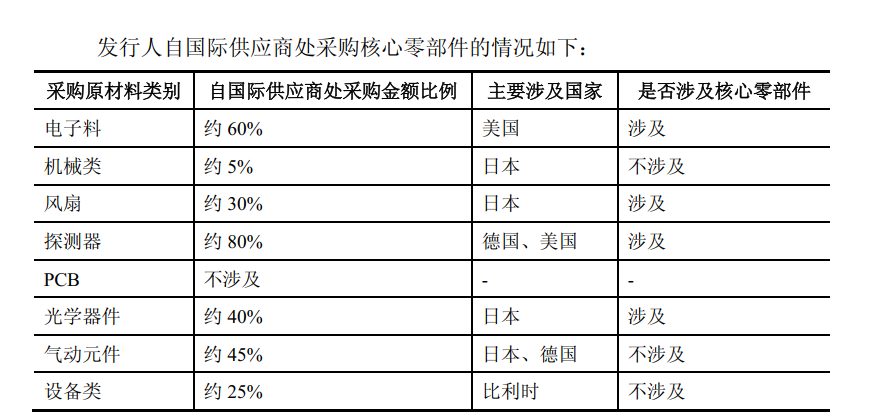 发行人自国际供应商处采购核心零部件的情况如下：
采购原材料类别 自国际供应商处采购金额比例 主要涉及国家 是否涉及核心零部件
电子料 约 60% 美国 涉及
机械类 约 5% 日本 不涉及
风扇 约 30% 日本 涉及
探测器 约 80% 德国、美国 涉及
PCB 不涉及 - -
光学器件 约 40% 日本 涉及
气动元件 约 45% 日本、德国 不涉及
设备类 约 25% 比利时 不涉及